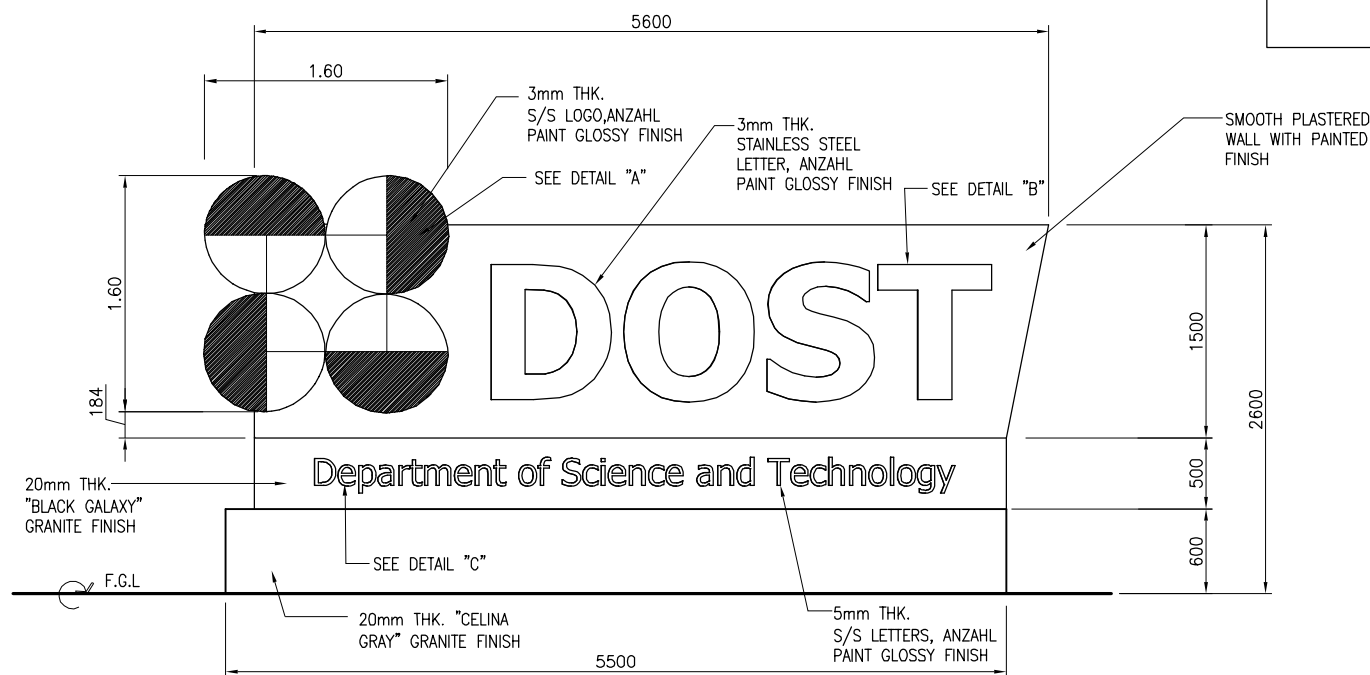 5600
1.60
3mm THK.
S/S LOGO,ANZAHL
PAINT GLOSSY FINISH
3mm THK.
STAINLESS STEEL
LETTER, ANZAHL
PAINT GLOSSY FINISH
SMOOTH PLASTERED
WALL WITH PAINTED
FINISH
SEE DETAIL "A"
SEE DETAIL "B"
1.60
DOST
1500
2600
184
Department of Science and Technology
500
20mm THK.
"BLACK GALAXY"
GRANITE FINISH
SEE DETAIL "C"
600
F.G.L
20mm THK. "CELINA
GRAY" GRANITE FINISH
5mm THK.
S/S LETTERS, ANZAHL
PAINT GLOSSY FINISH
5500